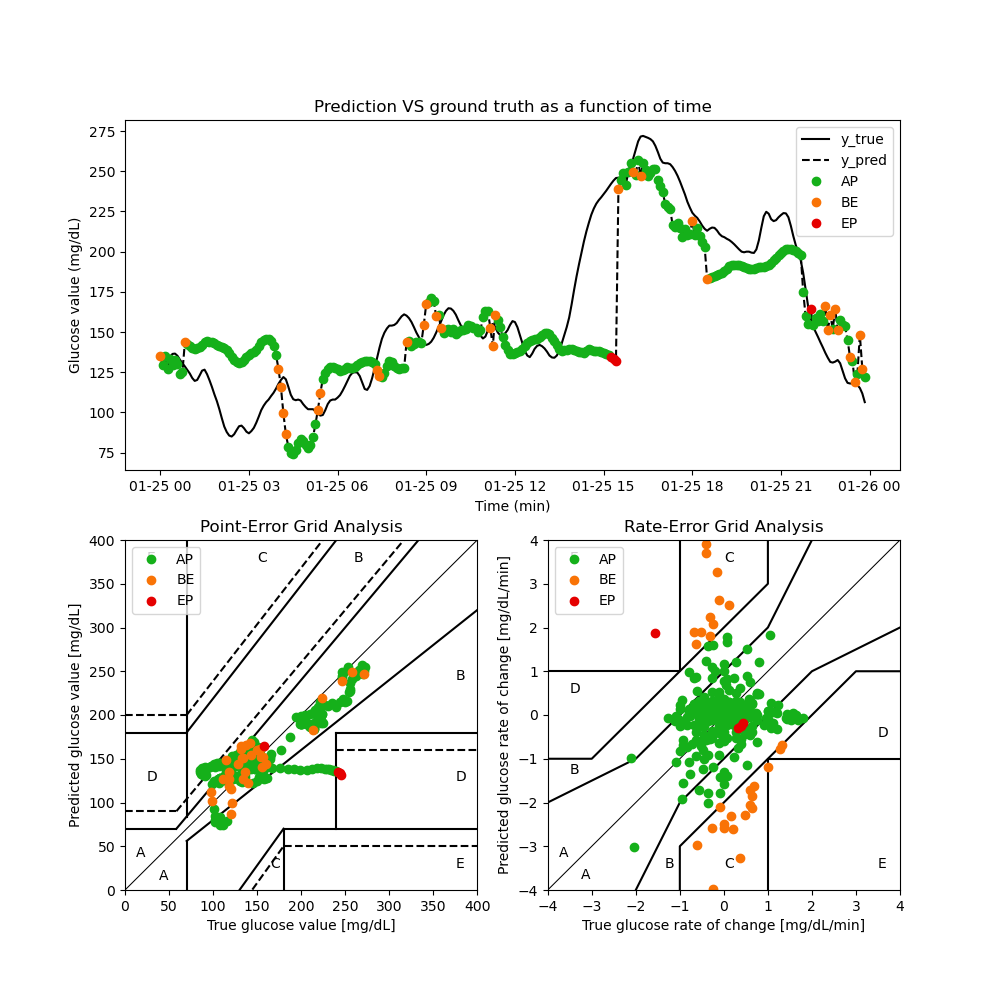 Prediction VS ground truth as a function of time
Glucose value (mg/dL)
275
250
225
200
175
150
125
100
75
y_true
y_pred
AP
BE
EP
01-25 00 01-25 03 01-25 06 01-25 09 01-25 12 01-25 15 01-25 18 01-25 21 01-26 00
Time (min)
Point-Error Grid Analysis
Predicted glucose value [mg/dL]
400
350
300
250
200
150
100
50
0
AP
BE
EP
C
B
B
D
D
A
A
C
E
0 50 100 150 200 250 300 350 400
True glucose value [mg/dL]
Rate-Error Grid Analysis
Predicted glucose rate of change [mg/dL/min]
4
3
2
1
0
−1
−2
−3
−4
AP
BE
EP
C
D
D
B
A
A
B
C
E
−4 −3 −2 −1 0 1 2 3 4
True glucose rate of change [mg/dL/min]